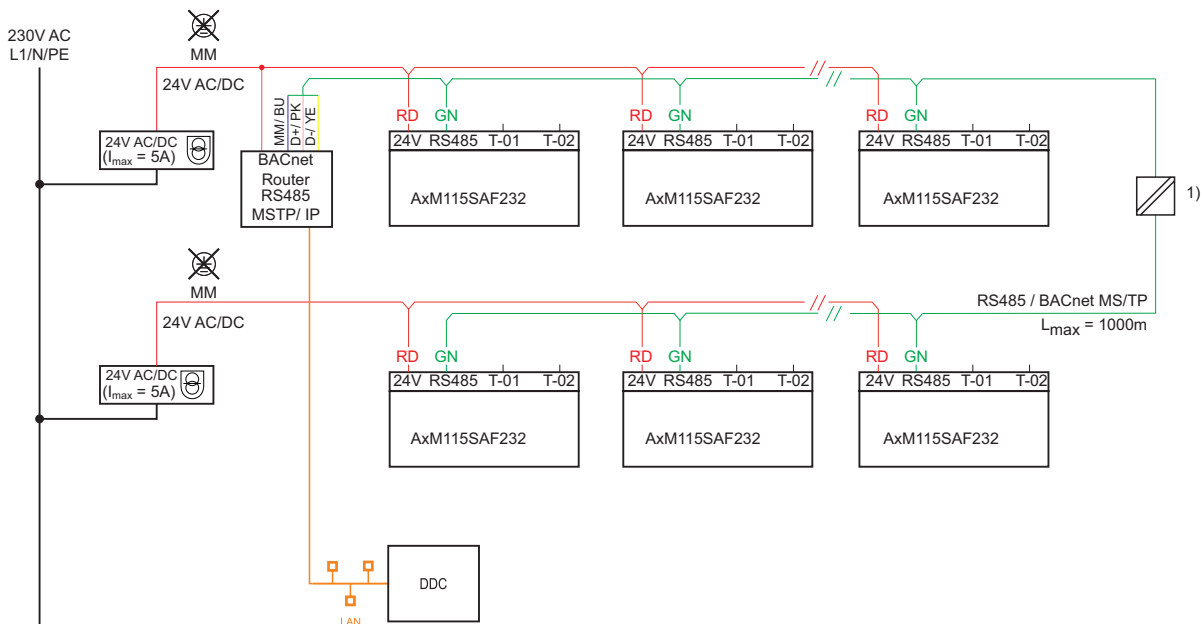 230V AC
L1/N/PE
MM
24V AC/DC
24V AC/DC
(Imax = 5A)
MM/ BU
D+/ PK
D-/ YE
BACnet
Router
RS485
MSTP/ IP
RD GN RD GN RD GN
24V RS485 T-01 T-02 24V RS485 T-01 T-02 24V RS485 T-01 T-02
AxM115SAF232 AxM115SAF232 AxM115SAF232
1)
MM
24V AC/DC
RS485 / BACnet MS/TP
Lmax = 1000m
24V AC/DC
(Imax = 5A)
RD GN RD GN RD GN
24V RS485 T-01 T-02 24V RS485 T-01 T-02 24V RS485 T-01 T-02
AxM115SAF232 AxM115SAF232 AxM115SAF232
DDC
LAN